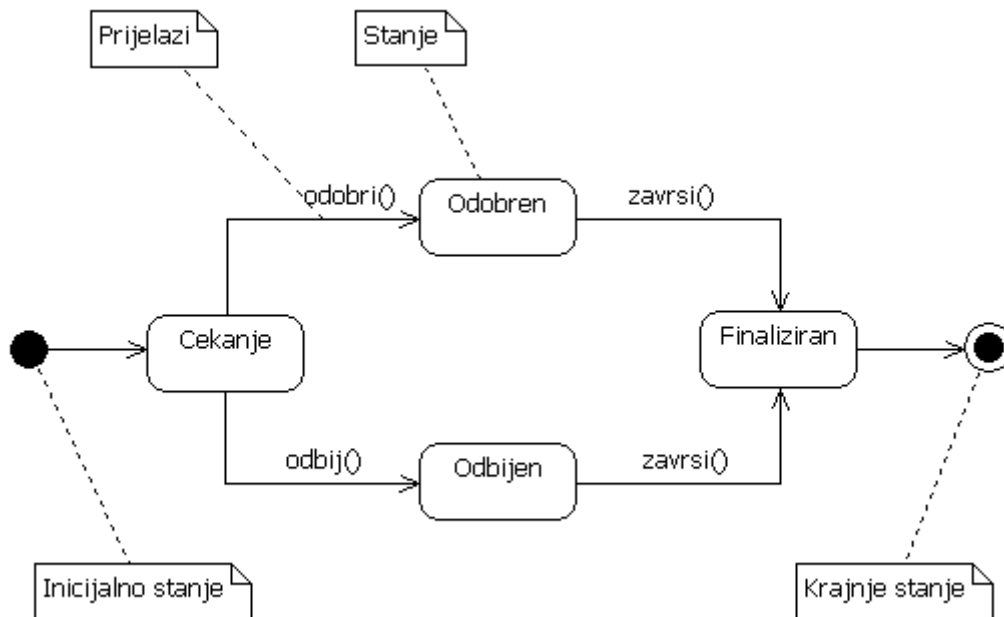 Prijelazi
Stanje
odobri()
Odobren
zavrsi()
Cekanje
Finaliziran
odbij()
Odbijen
zavrsi()
Inicijalno stanje
Krajnje stanje